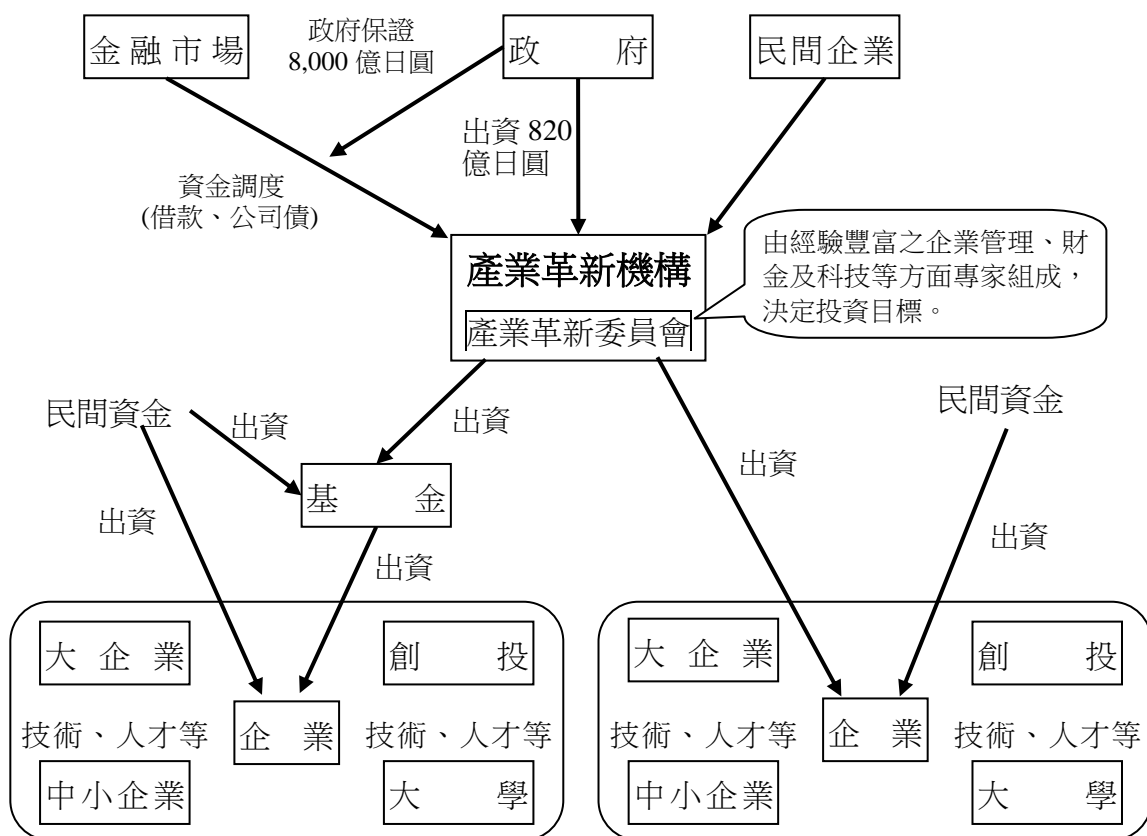 政府保證
8,000 億日圓
金融市場
政 府
民間企業
出資 820
億日圓
資金調度
(借款、公司債)
產業革新機構
產業革新委員會
由經驗豐富之企業管理、財
金及科技等方面專家組成，
決定投資目標。
民間資金
出資
出資
民間資金
出資
基 金
出資
出資
出資
大 企 業
創 投
技術、人才等
企 業
技術、人才等
中小企業
大 學
大 企 業
創 投
技術、人才等
企 業
技術、人才等
中小企業
大 學